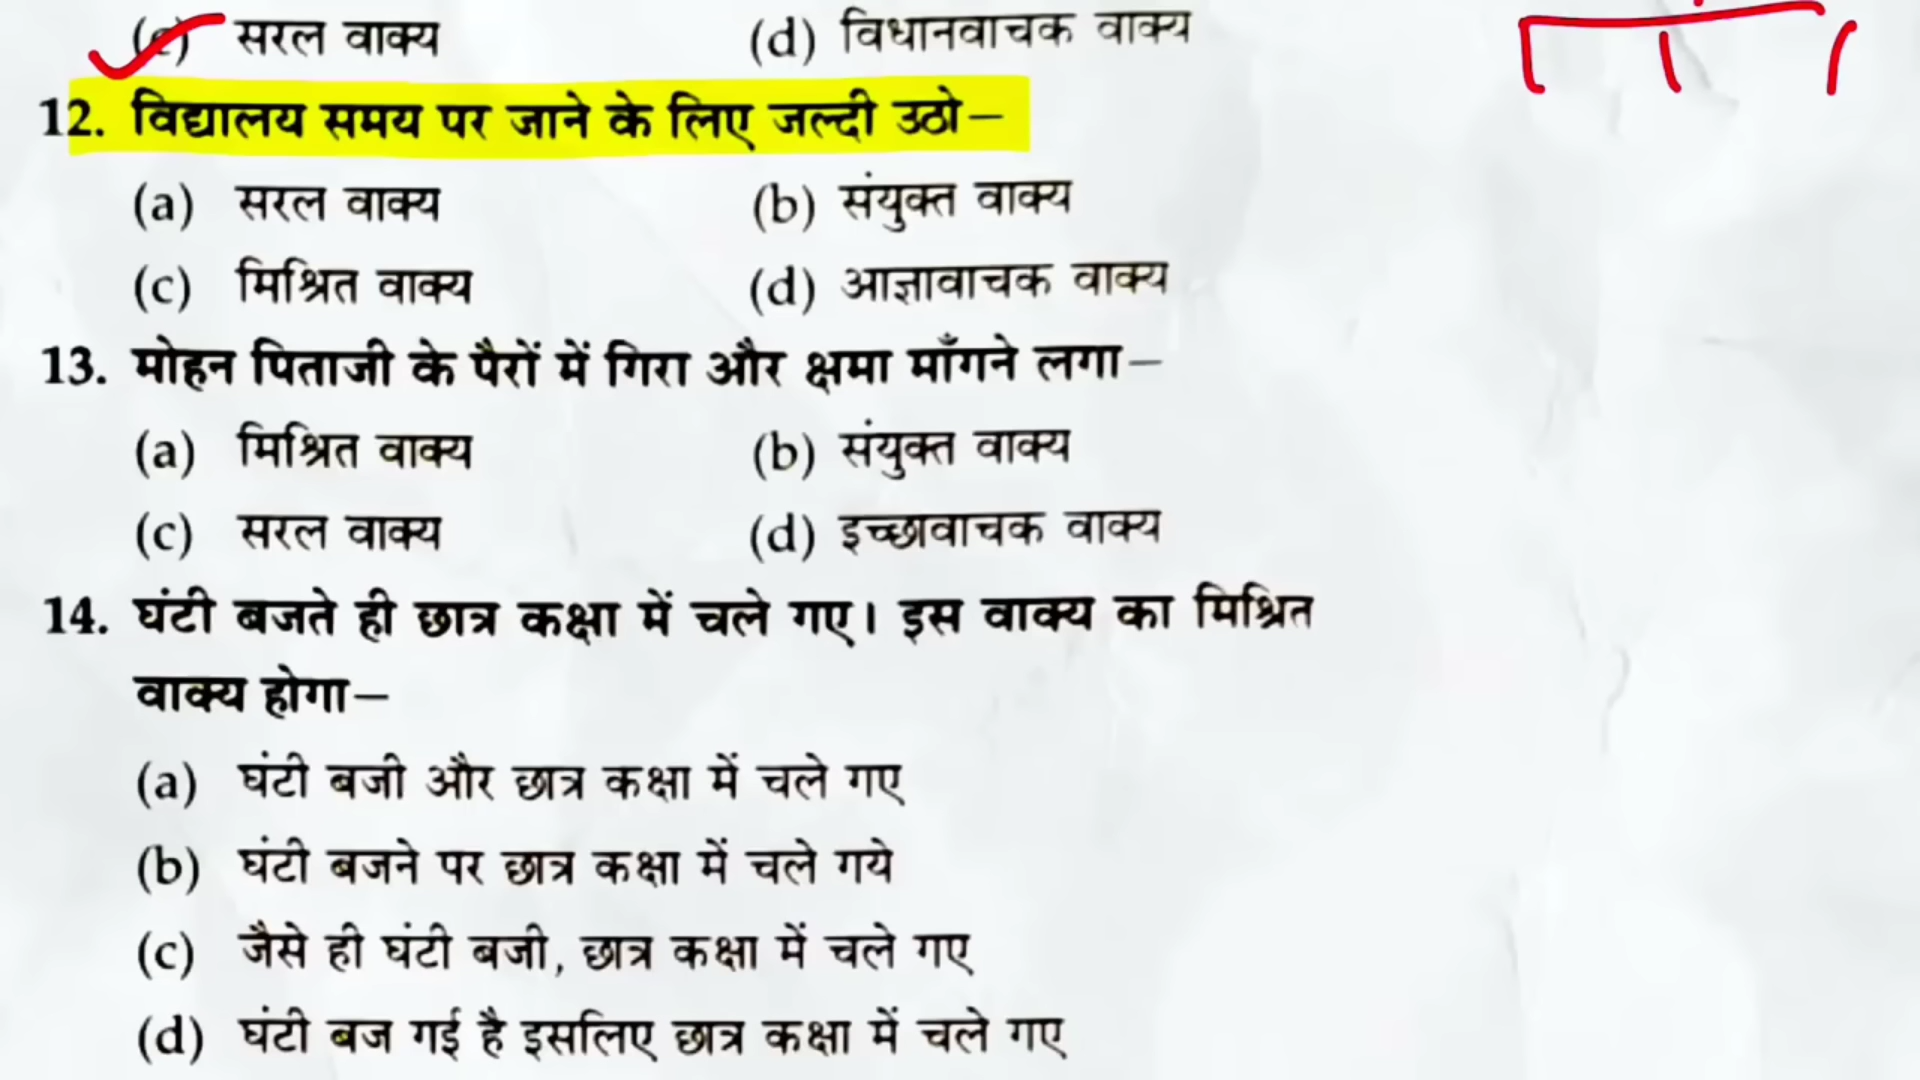 (c) सरल वाक्य (d) विधानवाचक वाक्य
12. विद्यालय समय पर जाने के लिए जल्दी उठो–
(a) सरल वाक्य (b) संयुक्त वाक्य
(c) मिश्रित वाक्य (d) आज्ञावाचक वाक्य
13. मोहन पिताजी के पैरों में गिरा और क्षमा माँगने लगा–
(a) मिश्रित वाक्य (b) संयुक्त वाक्य
(c) सरल वाक्य (d) इच्छावाचक वाक्य
14. घंटी बजते ही छात्र कक्षा में चले गए। इस वाक्य का मिश्रित
वाक्य होगा–
(a) घंटी बजी और छात्र कक्षा में चले गए
(b) घंटी बजने पर छात्र कक्षा में चले गये
(c) जैसे ही घंटी बजी, छात्र कक्षा में चले गए
(d) घंटी बज गई है इसलिए छात्र कक्षा में चले गए